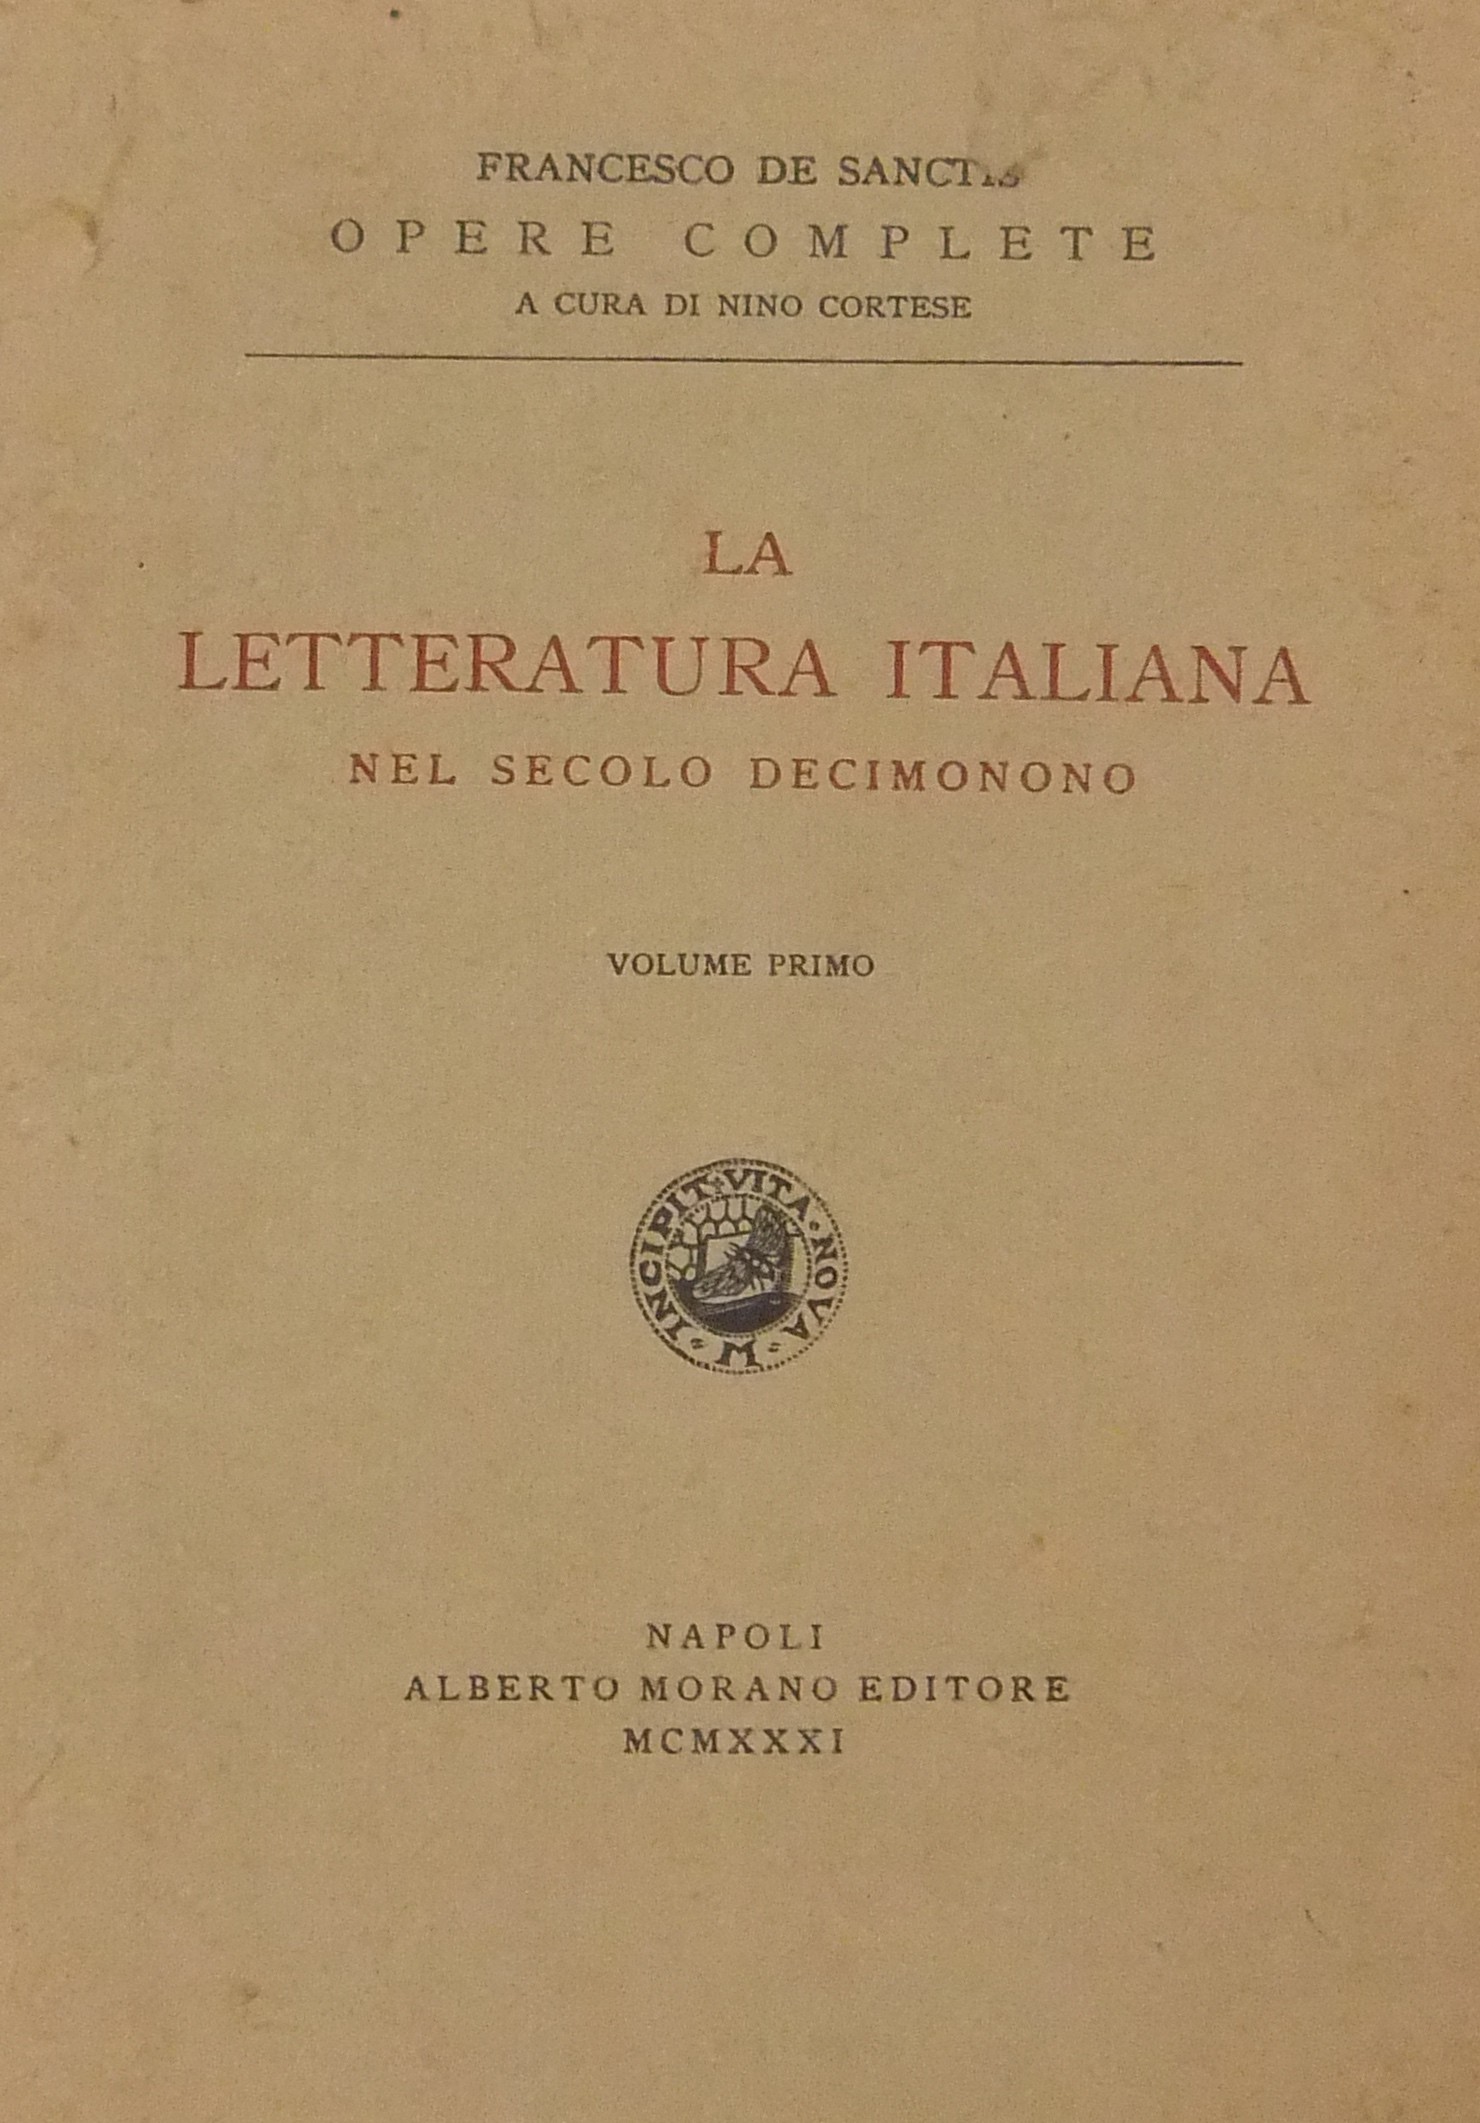 FRANCESCO DE SANCTIS
OPERE COMPLETE
A CURA DI NINO CORTESE
LA
LETTERATURA ITALIANA
NEL SECOLO DECIMONONO
VOLUME PRIMO
INCIPIT VITA · NOVA · M ·
NAPOLI
ALBERTO MORANO EDITORE
MCMXXXI